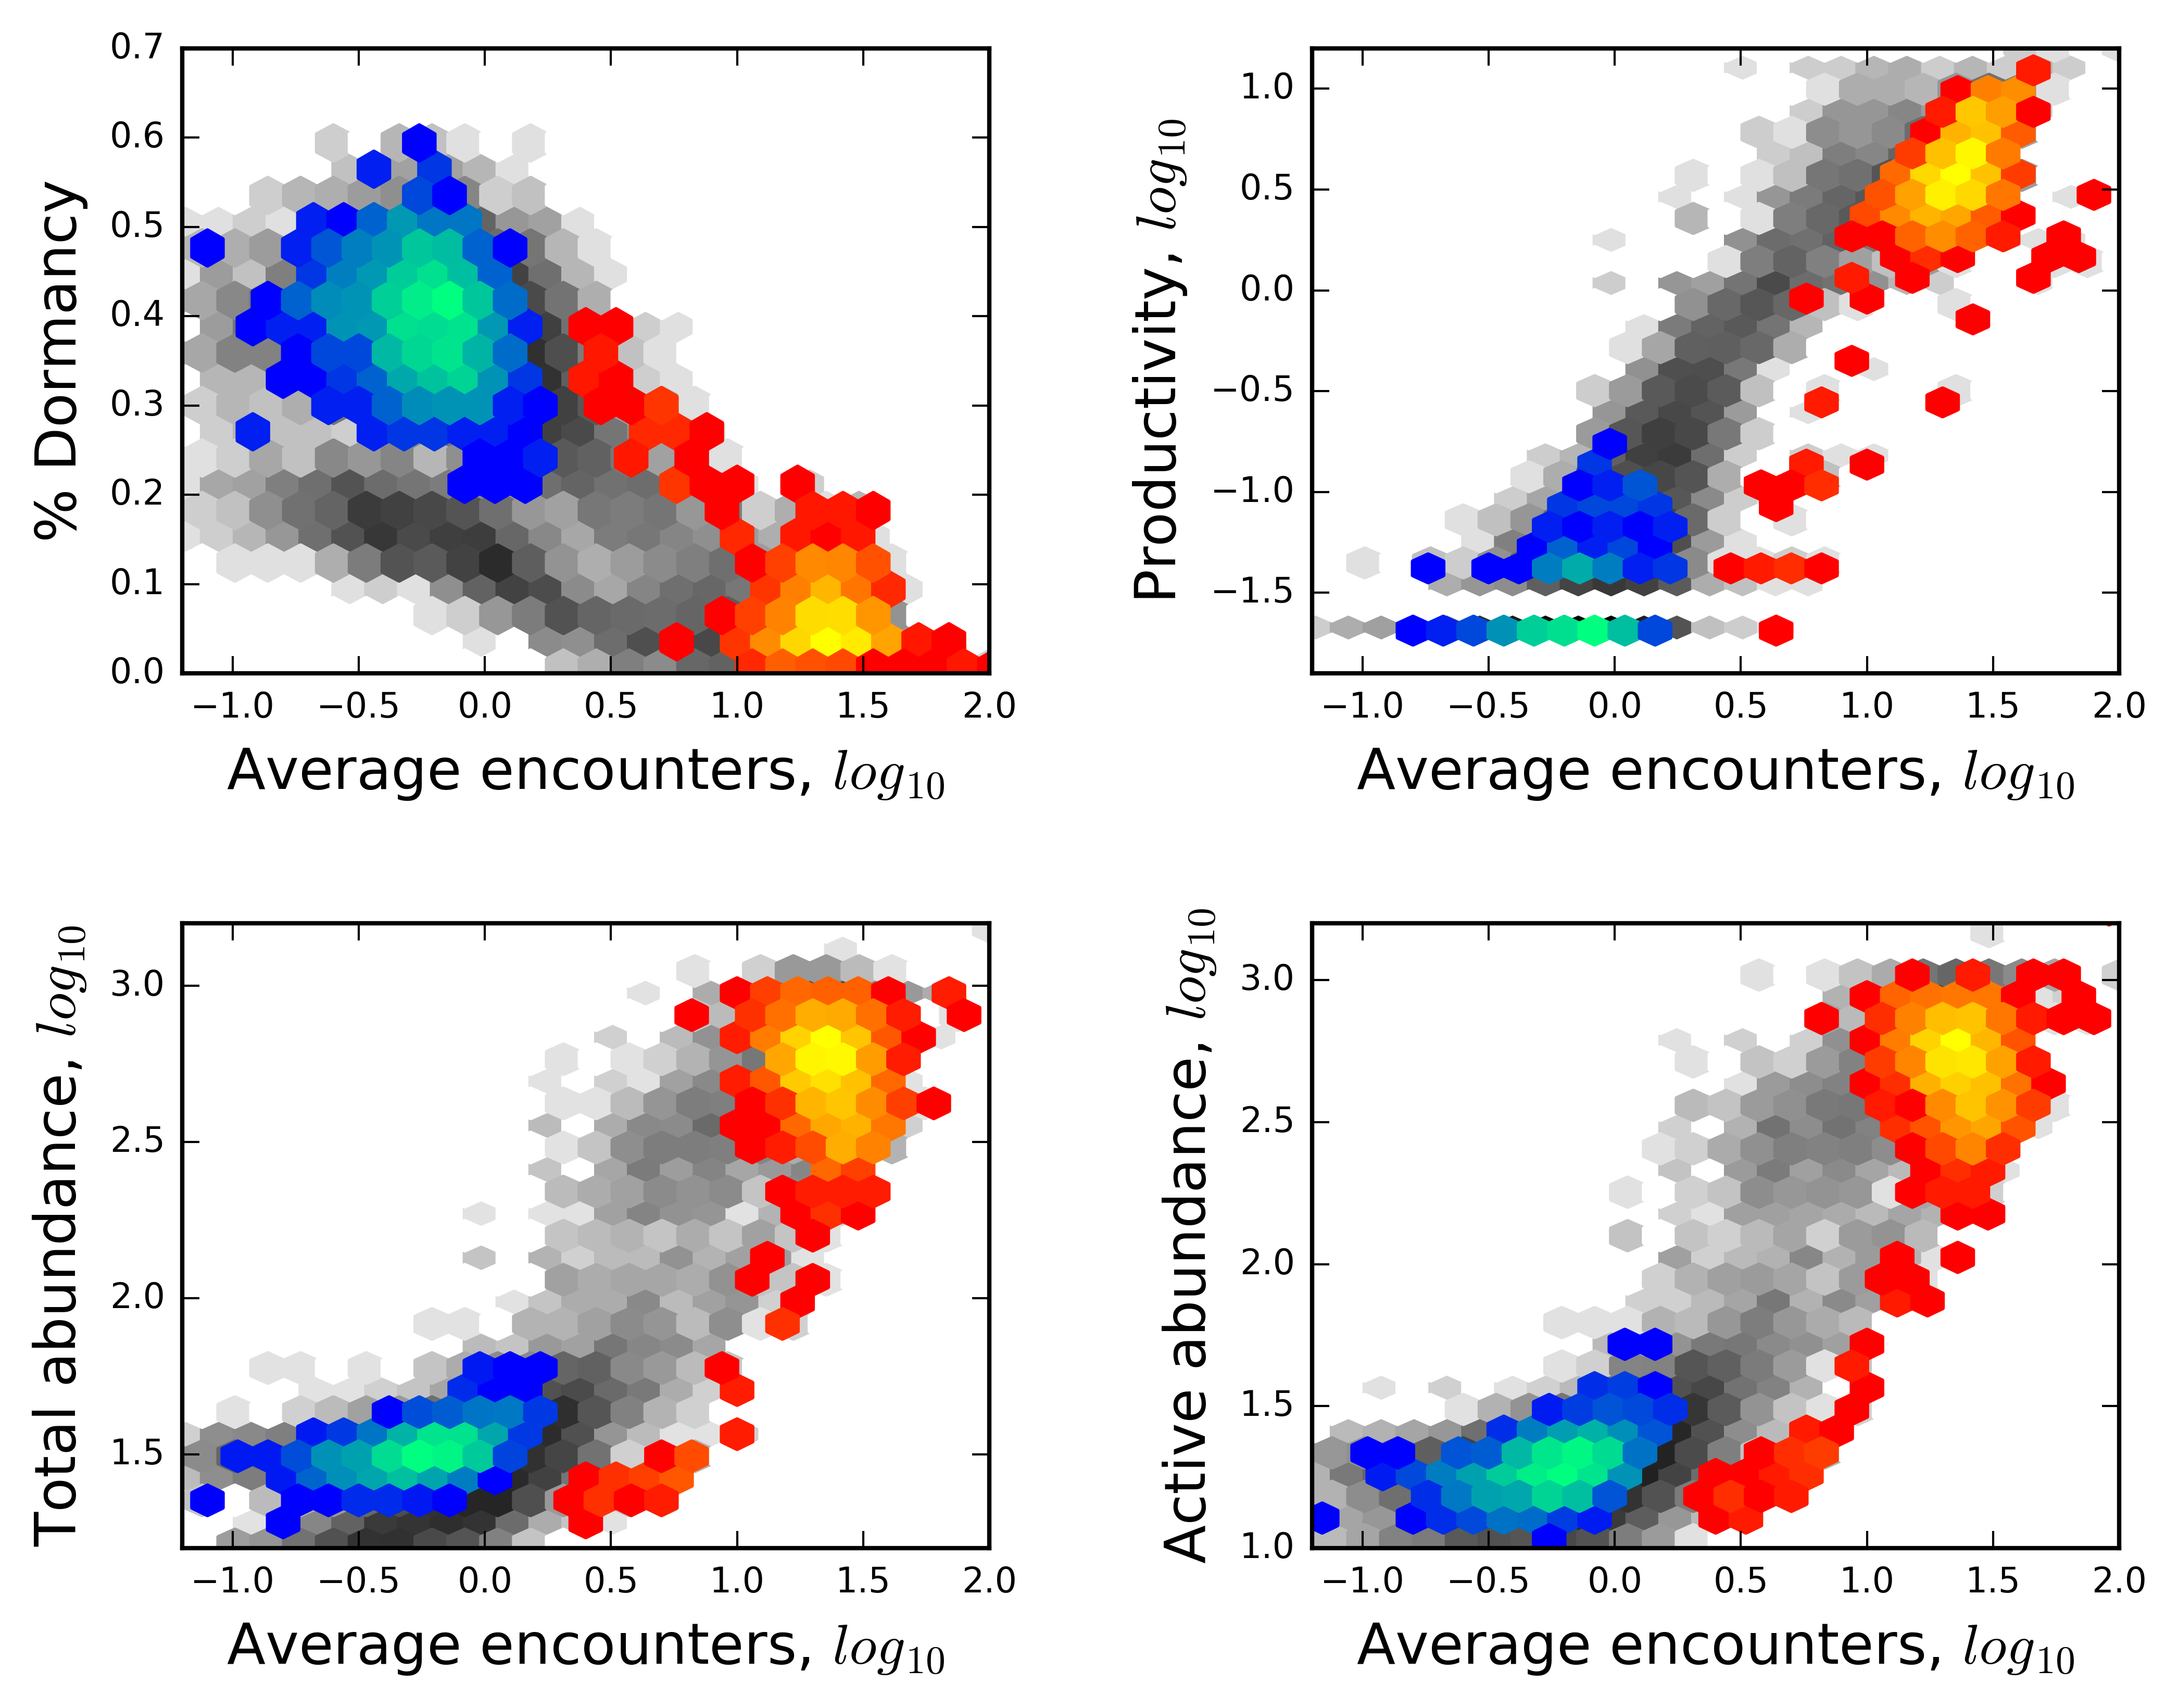 % Dormancy
0.7
0.6
0.5
0.4
0.3
0.2
0.1
0.0
−1.0 −0.5 0.0 0.5 1.0 1.5 2.0
Average encounters, log10
Productivity, log10
1.0
0.5
0.0
−0.5
−1.0
−1.5
−1.0 −0.5 0.0 0.5 1.0 1.5 2.0
Average encounters, log10
Total abundance, log10
3.0
2.5
2.0
1.5
−1.0 −0.5 0.0 0.5 1.0 1.5 2.0
Average encounters, log10
Active abundance, log10
3.0
2.5
2.0
1.5
1.0
−1.0 −0.5 0.0 0.5 1.0 1.5 2.0
Average encounters, log10